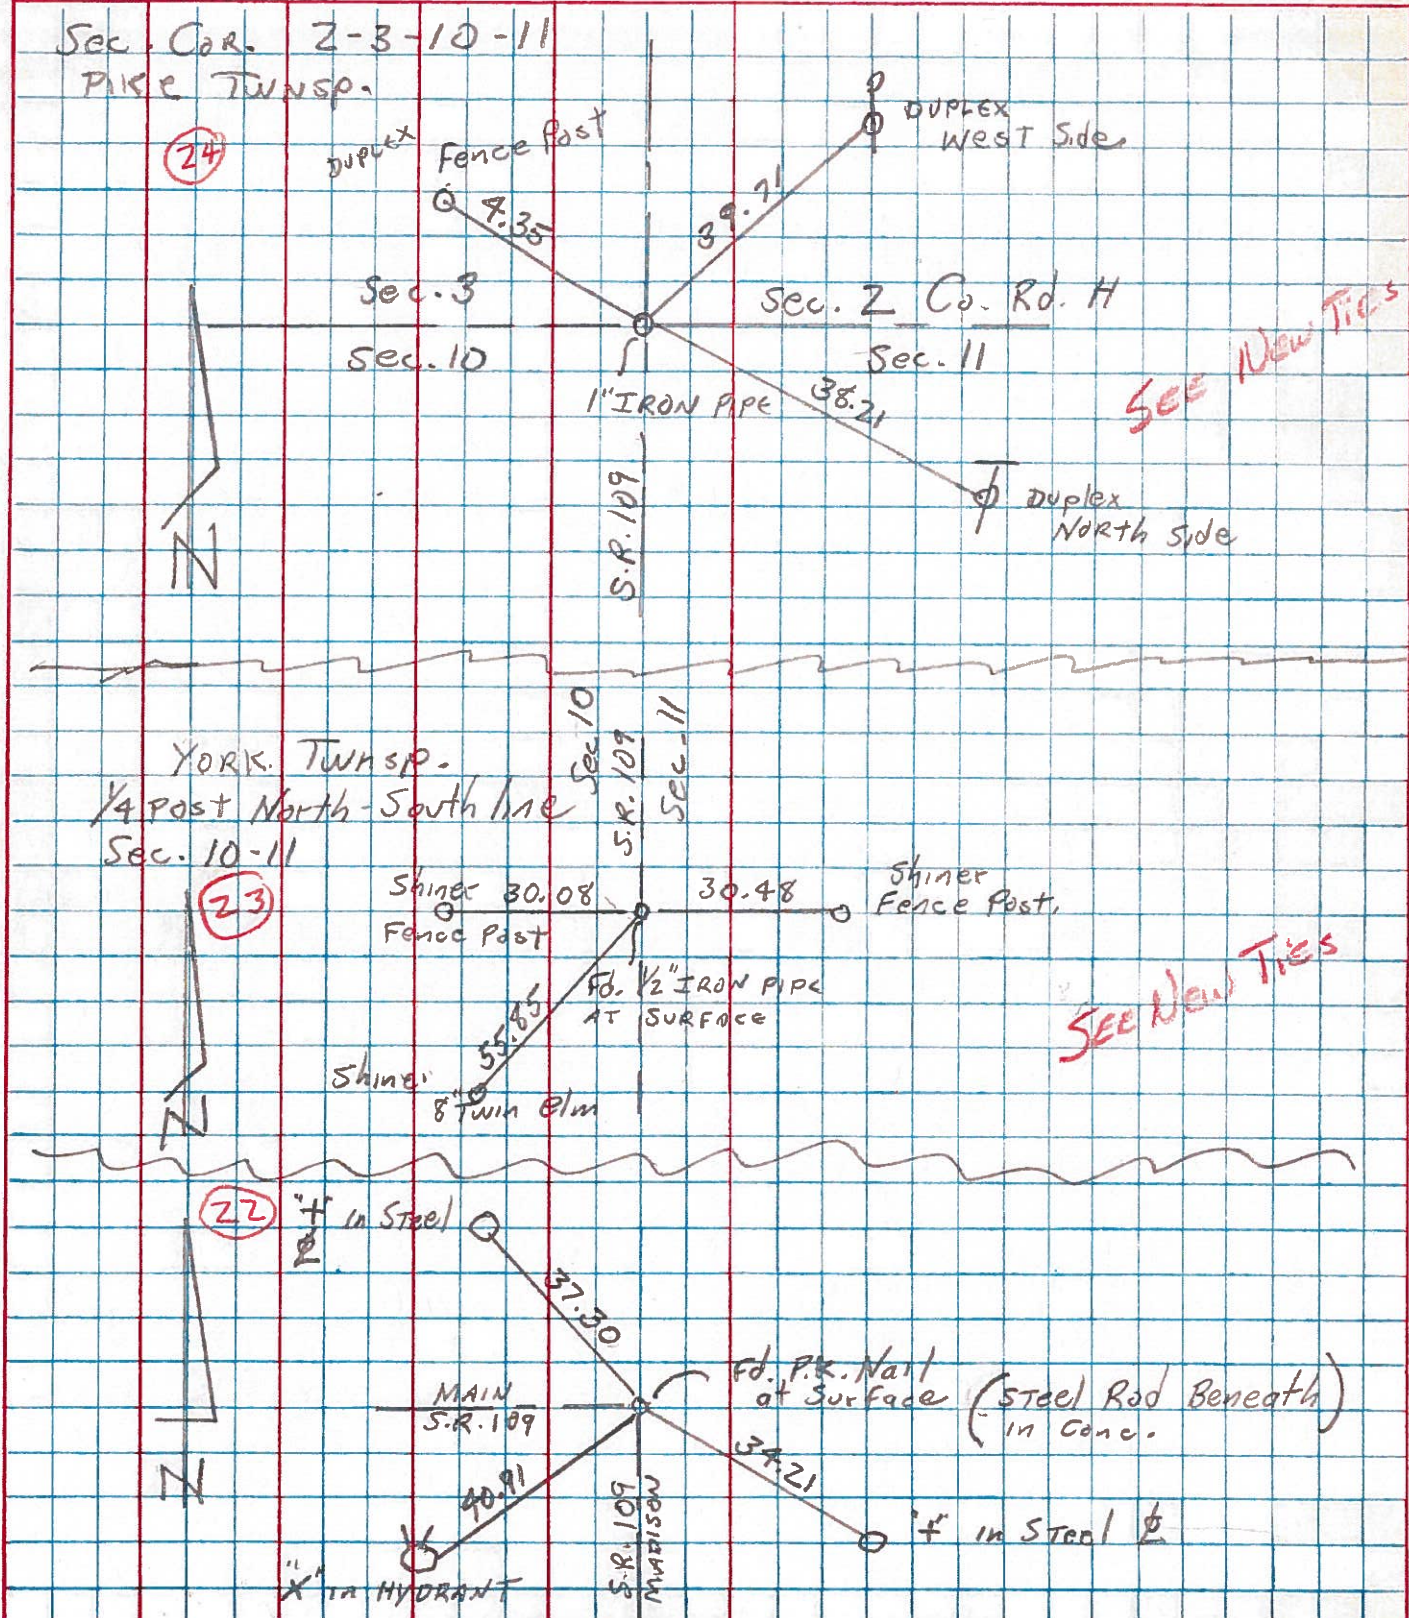 Sec. Cor. 2-3-10-11
Pike Twnsp.
24
Duplex Fence Post
4.35
39.71
Duplex
West Side
Sec. 3
Sec. 2 Co. Rd. H
Sec. 10
Sec. 11
1" Iron Pipe
38.21
See New Ties
S.R. 109
Duplex
North Side
York Twnsp.
1/4 Post North-South line
Sec. 10-11
Sec. 10
S.R. 109
Sec. 11
23
Shiner
Fence Post
30.08
30.48
Shiner
Fence Post.
Fd. 1/2" Iron Pipe
at Surface
55.85
Shiner
8" Twin Elm
See New Ties
N
N
22
"+" in Steel
37.30
Main
S.R. 109
Fd. P.K. Nail
at Surface (Steel Rod Beneath
in Conc.)
40.91
34.21
S.R. 109
Madison
"+" in Steel
"X" in Hydrant
N